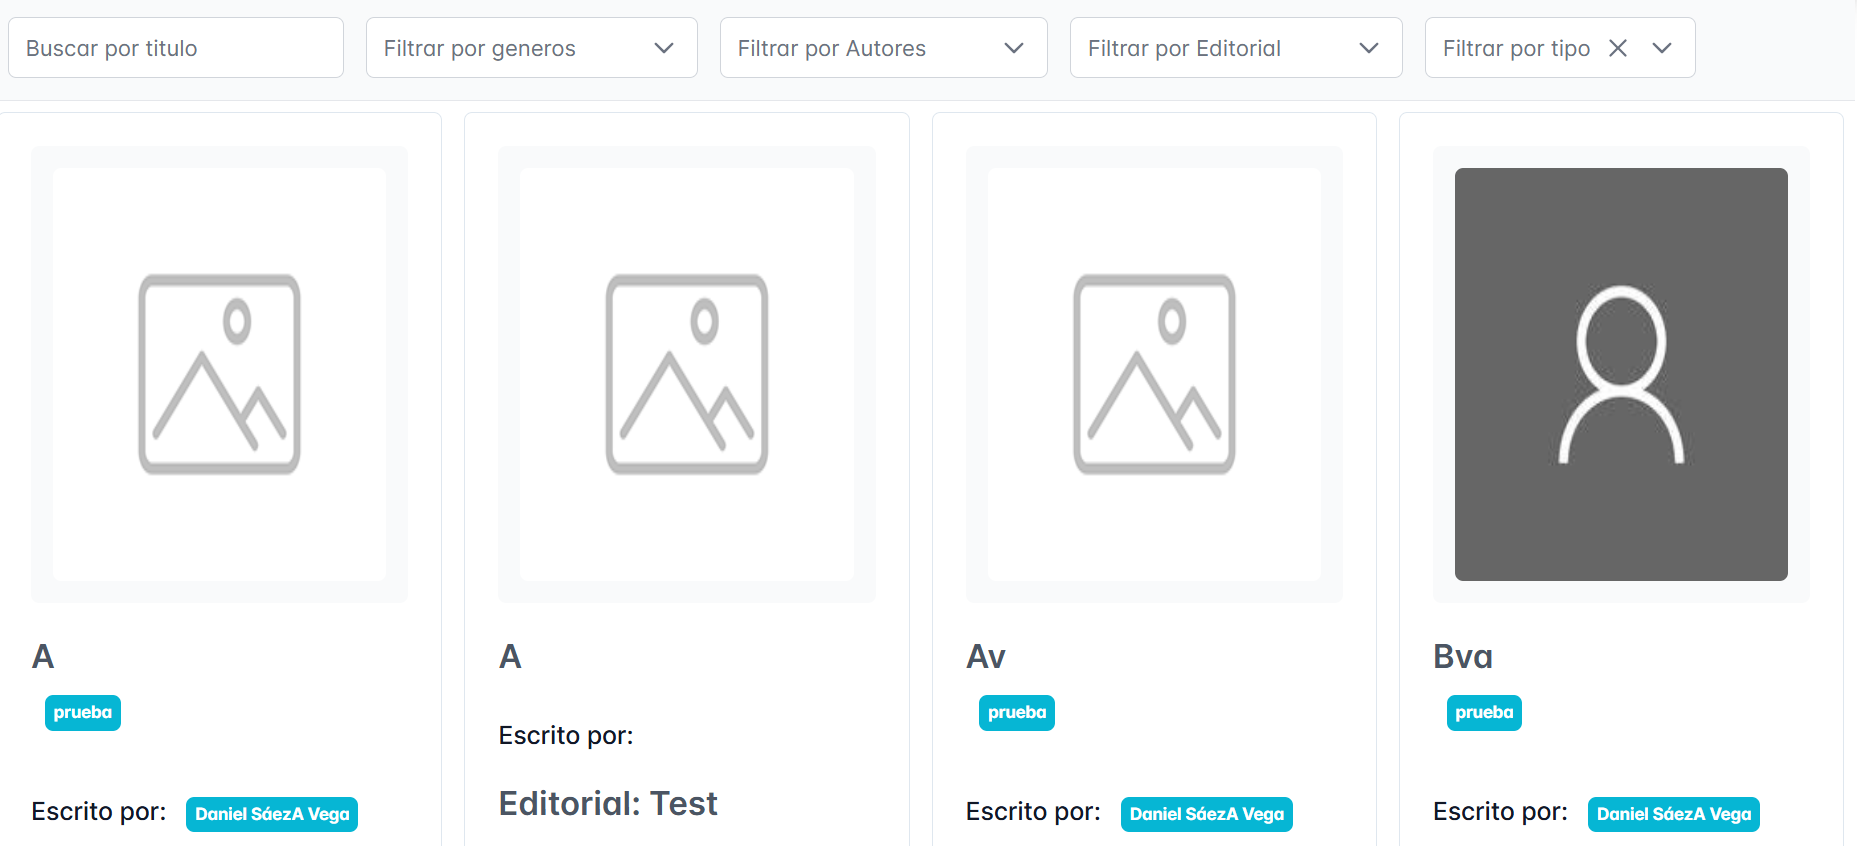 Buscar por titulo
Filtrar por generos
Filtrar por Autores
Filtrar por Editorial
Filtrar por tipo
A
prueba
Escrito por: Daniel SáezA Vega
A
Escrito por:
Editorial: Test
Av
prueba
Escrito por: Daniel SáezA Vega
Bva
prueba
Escrito por: Daniel SáezA Vega